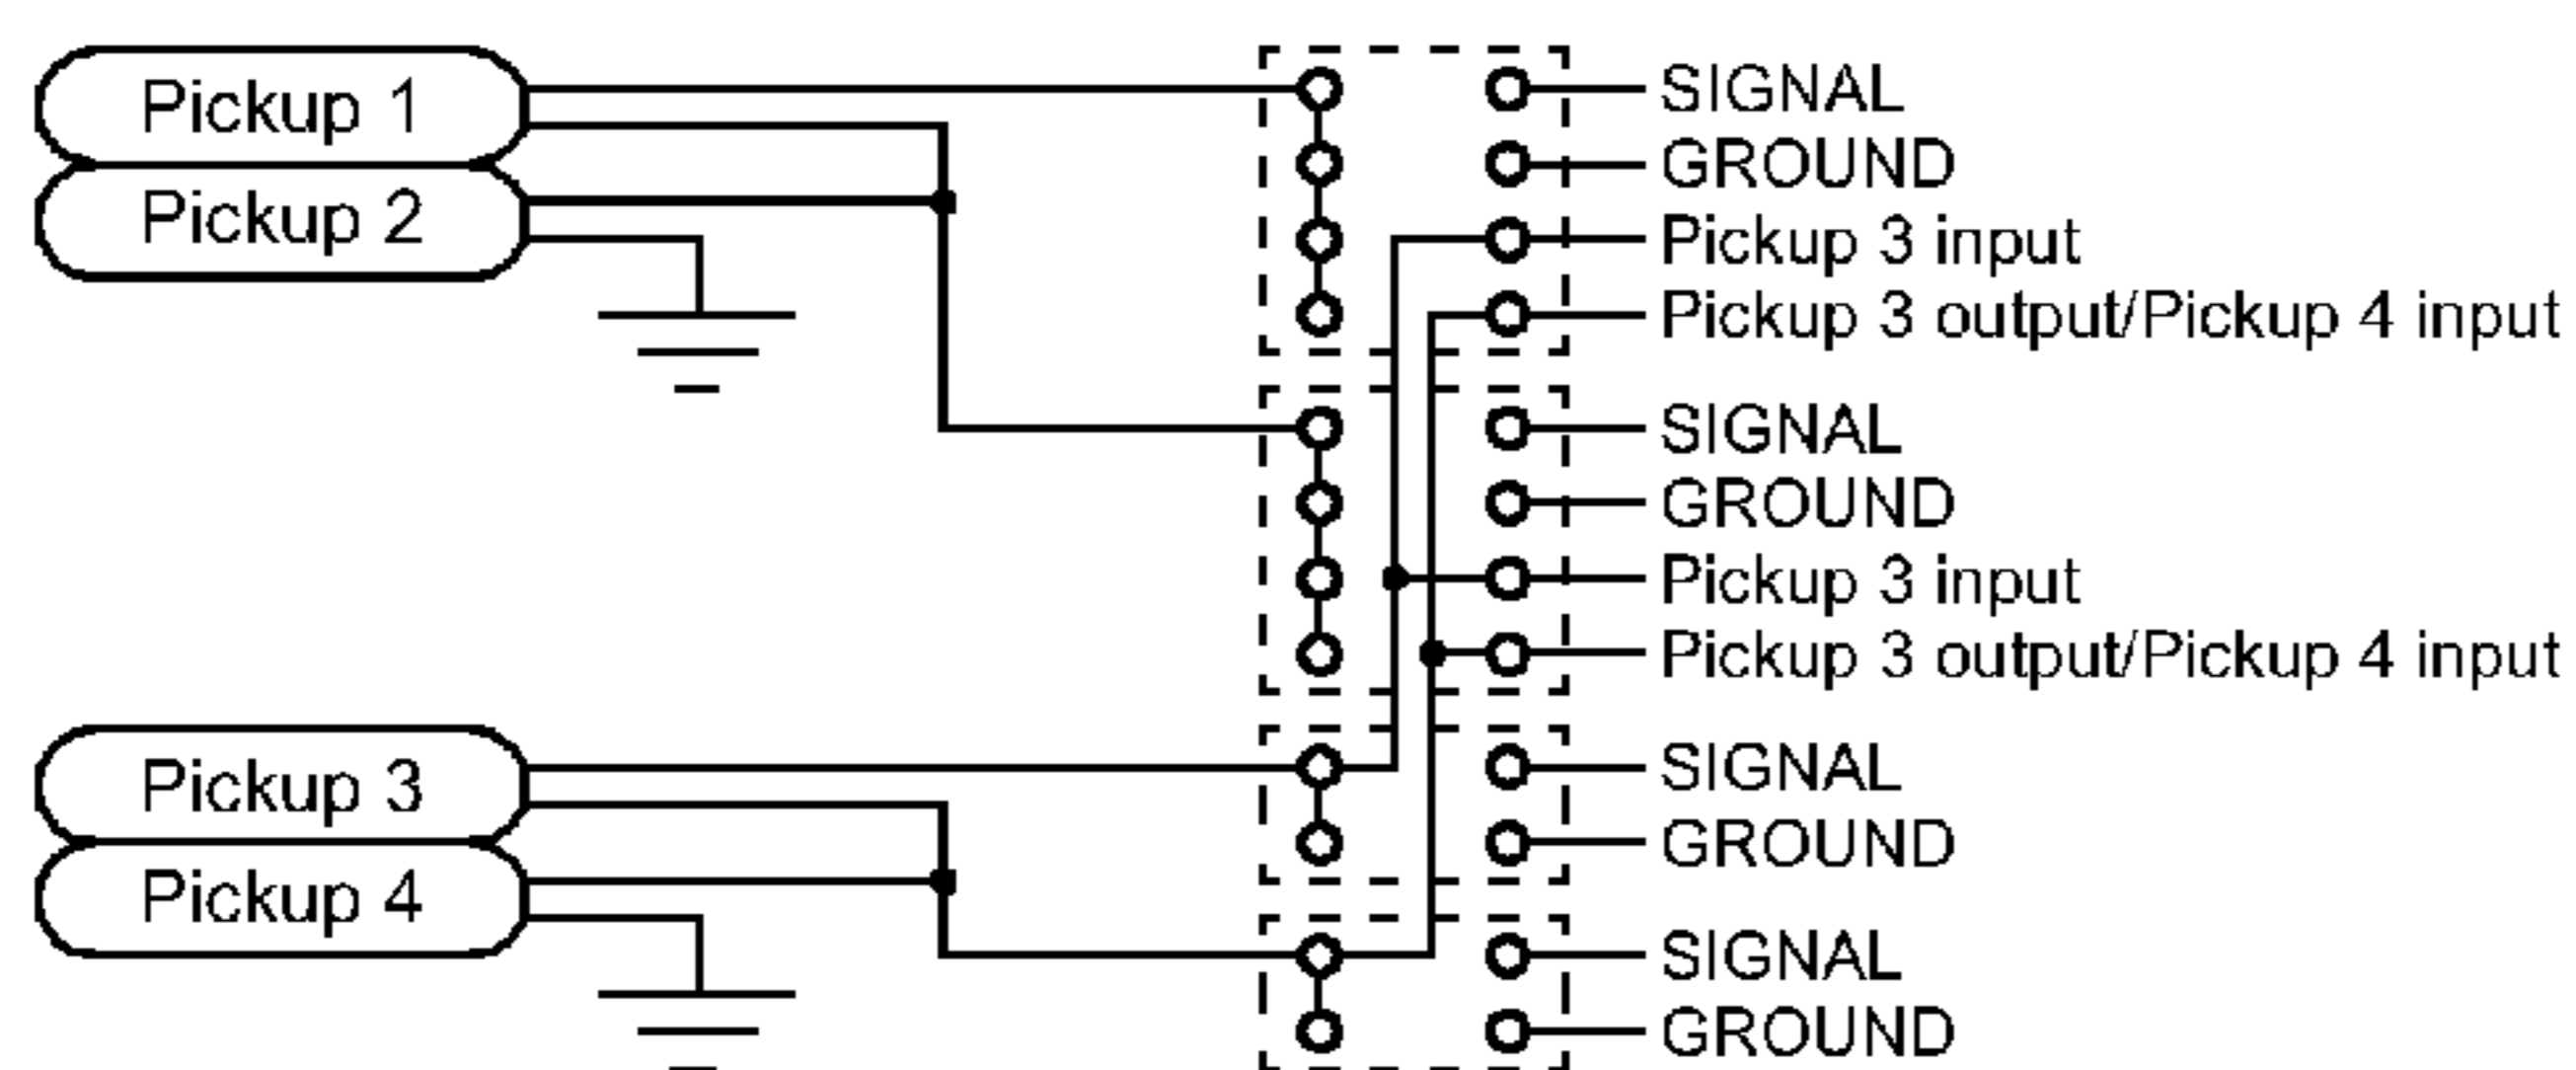 Pickup 1
Pickup 2
SIGNAL
GROUND
Pickup 3 input
Pickup 3 output/Pickup 4 input
SIGNAL
GROUND
Pickup 3 input
Pickup 3 output/Pickup 4 input
Pickup 3
Pickup 4
SIGNAL
GROUND
SIGNAL
GROUND